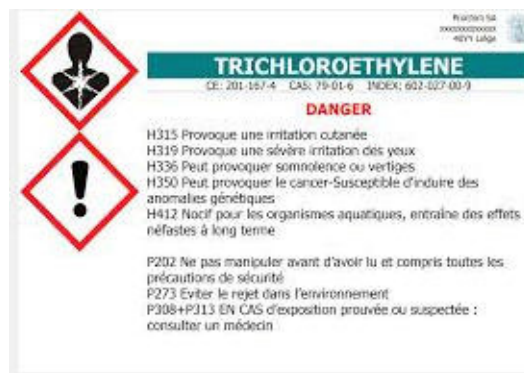 Prochim SA
4099 Liège
TRICHLOROETHYLENE
CE: 201-167-4 CAS: 79-01-6 INDEX: 602-027-00-9
DANGER
H315 Provoque une irritation cutanée
H319 Provoque une sévère irritation des yeux
H336 Peut provoquer somnolence ou vertiges
H350 Peut provoquer le cancer-Susceptible d'induire des
anomalies génétiques
H412 Nocif pour les organismes aquatiques, entraîne des effets
néfastes à long terme
P202 Ne pas manipuler avant d'avoir lu et compris toutes les
précautions de sécurité
P273 Eviter le rejet dans l'environnement
P308+P313 EN CAS d'exposition prouvée ou suspectée :
consulter un médecin